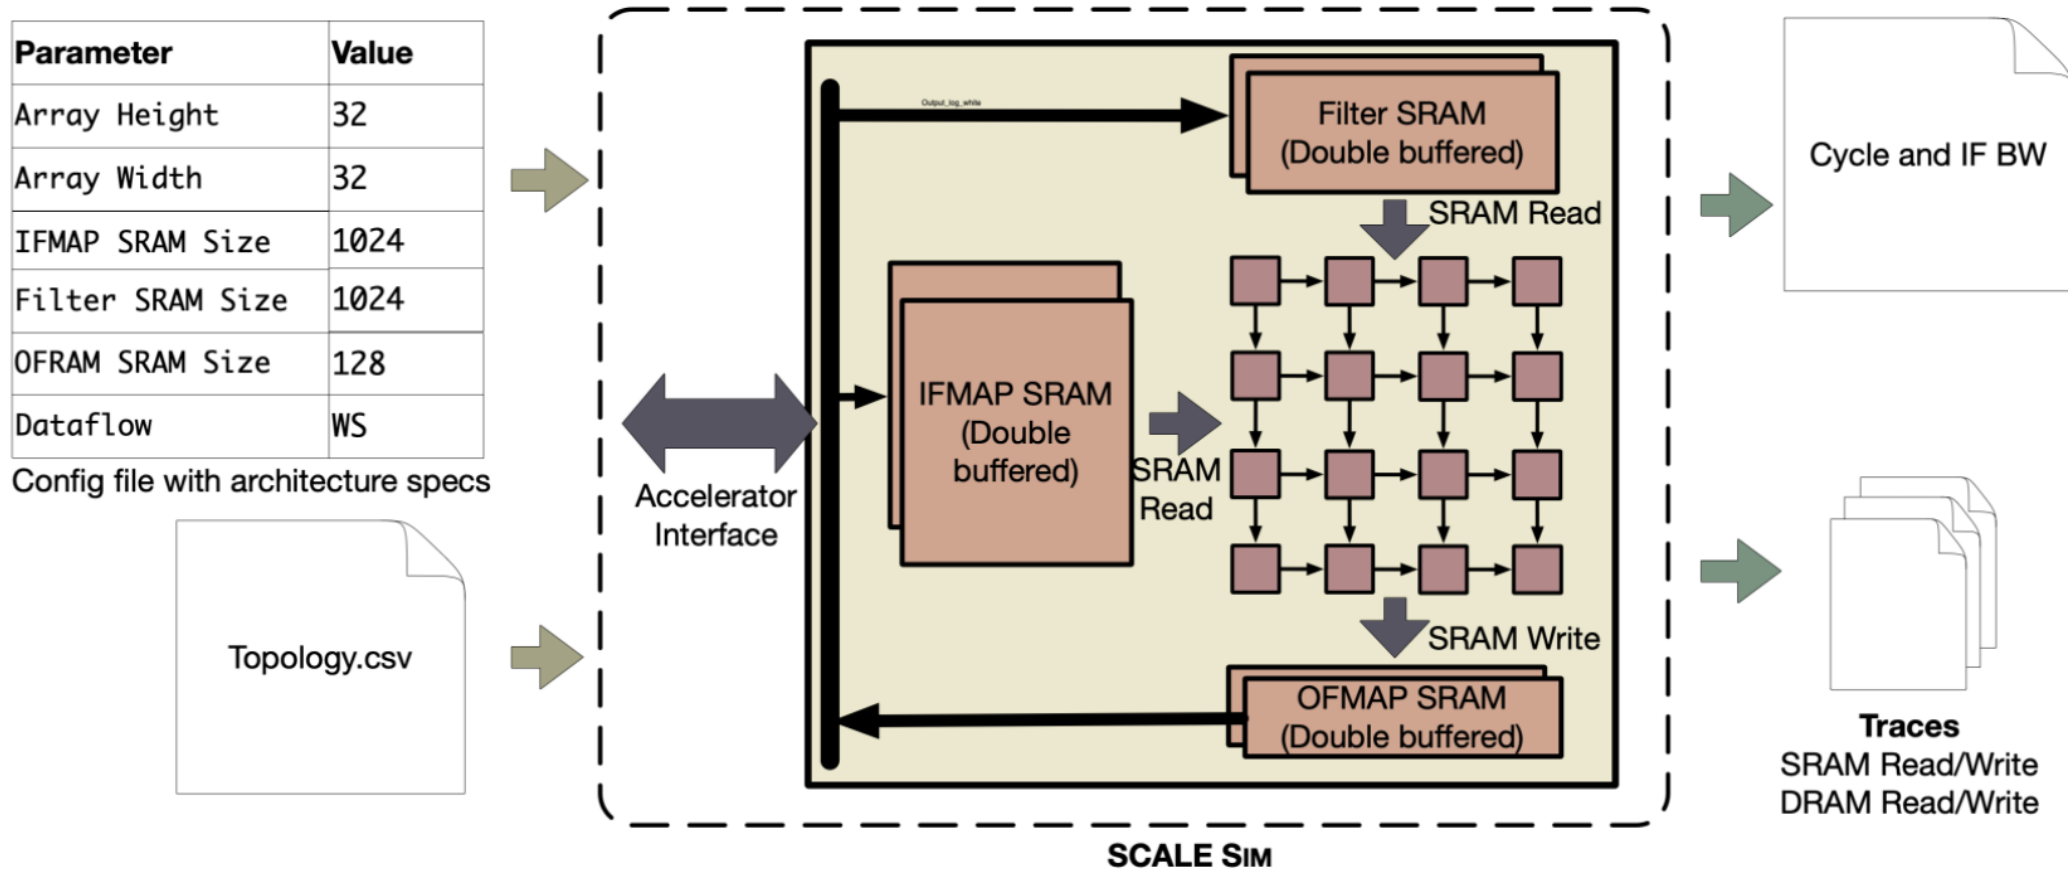 Parameter Value
Array Height 32
Array Width 32
IFMAP SRAM Size 1024
Filter SRAM Size 1024
OFRAM SRAM Size 128
Dataflow WS
Config file with architecture specs
Topology.csv
Accelerator
Interface
Output_log_while
Filter SRAM
(Double buffered)
SRAM Read
IFMAP SRAM
(Double
buffered)
SRAM
Read
SRAM Write
OFMAP SRAM
(Double buffered)
SCALE SIM
Cycle and IF BW
Traces
SRAM Read/Write
DRAM Read/Write